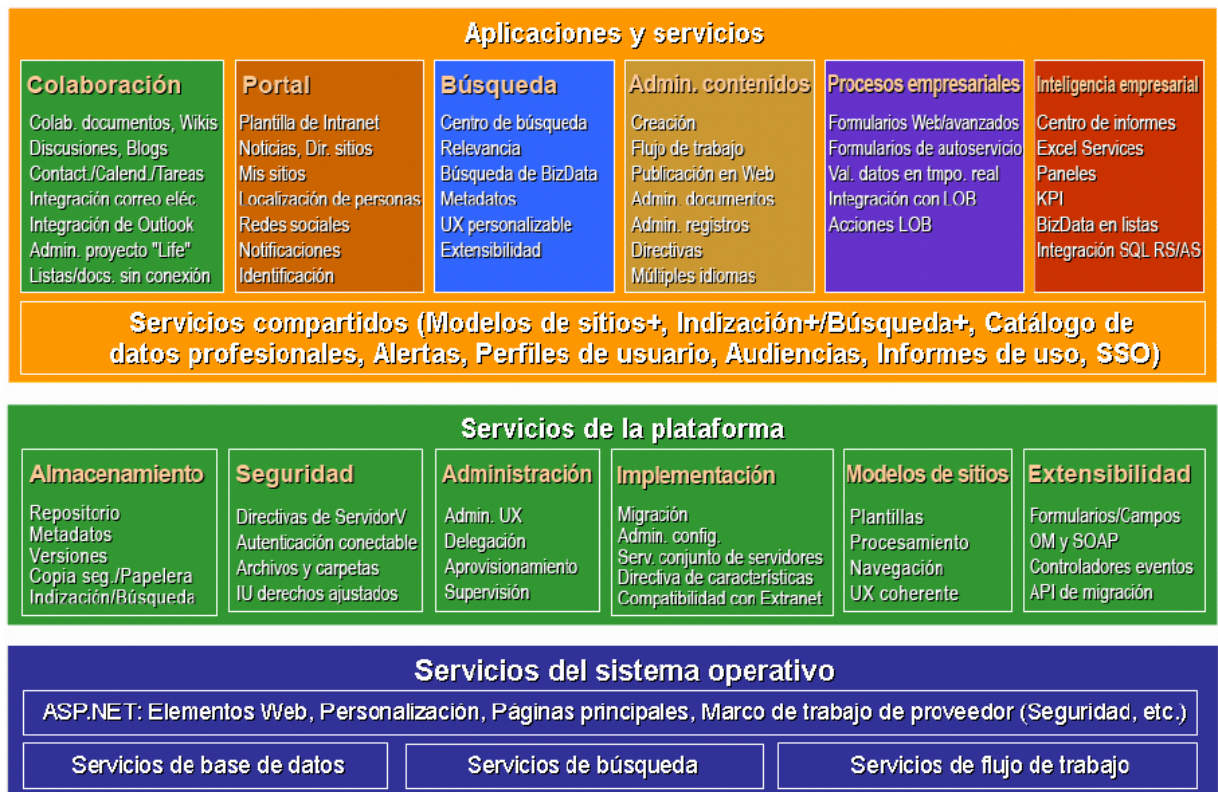 Aplicaciones y servicios
Colaboración
Colab. documentos, Wikis
Discusiones, Blogs
Contact./Calend./Tareas
Integración correo eléc.
Integración de Outlook
Admin. proyecto "Life"
Listas/docs. sin conexión
Portal
Plantilla de Intranet
Noticias, Dir. sitios
Mis sitios
Localización de personas
Redes sociales
Notificaciones
Identificación
Búsqueda
Centro de búsqueda
Relevancia
Búsqueda de BizData
Metadatos
UX personalizable
Extensibilidad
Admin. contenidos
Creación
Flujo de trabajo
Publicación en Web
Admin. documentos
Admin. registros
Directivas
Múltiples idiomas
Procesos empresariales
Formularios Web/avanzados
Formularios de autoservicio
Val. datos en tmpo. real
Integración con LOB
Acciones LOB
Inteligencia empresarial
Centro de informes
Excel Services
Paneles
KPI
BizData en listas
Integración SQL RS/AS
Servicios compartidos (Modelos de sitios+, Indización+/Búsqueda+, Catálogo de
datos profesionales, Alertas, Perfiles de usuario, Audiencias, Informes de uso, SSO)
Servicios de la plataforma
Almacenamiento
Repositorio
Metadatos
Versiones
Copia seg./Papelera
Indización/Búsqueda
Seguridad
Directivas de ServidorV
Autenticación conectable
Archivos y carpetas
IU derechos ajustados
Administración
Admin. UX
Delegación
Aprovisionamiento
Supervisión
Implementación
Migración
Admin. config.
Serv. conjunto de servidores
Directiva de características
Compatibilidad con Extranet
Modelos de sitios
Plantillas
Procesamiento
Navegación
UX coherente
Extensibilidad
Formularios/Campos
OM y SOAP
Controladores eventos
API de migración
Servicios del sistema operativo
ASP.NET: Elementos Web, Personalización, Páginas principales, Marco de trabajo de proveedor (Seguridad, etc.)
Servicios de base de datos
Servicios de búsqueda
Servicios de flujo de trabajo